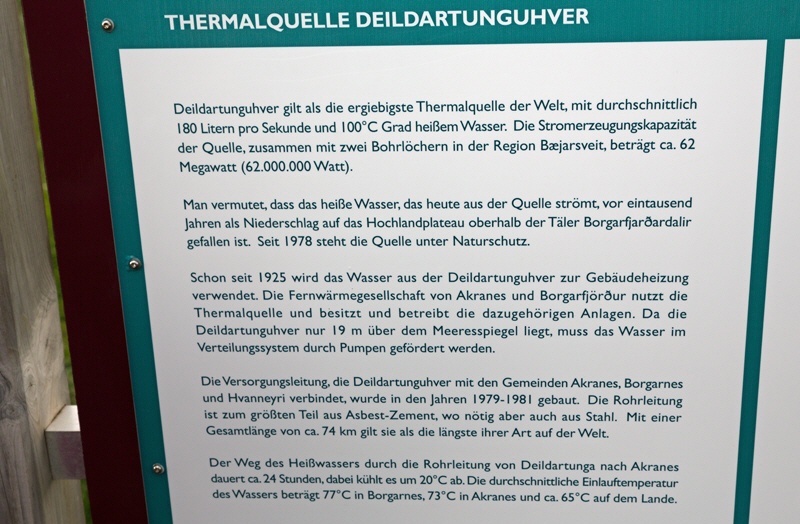 THERMALQUELLE DEILDARTUNGUHVER
Deildartunguhver gilt als die ergiebigste Thermalquelle der Welt, mit durchschnittlich
180 Litern pro Sekunde und 100°C Grad heißem Wasser. Die Stromerzeugungskapazität
der Quelle, zusammen mit zwei Bohrlöchern in der Region Bæjarsveit, beträgt ca. 62
Megawatt (62.000.000 Watt).
Man vermutet, dass das heiße Wasser, das heute aus der Quelle strömt, vor eintausend
Jahren als Niederschlag auf das Hochlandplateau oberhalb der Täler Borgarfjarðardalir
gefallen ist. Seit 1978 steht die Quelle unter Naturschutz.
Schon seit 1925 wird das Wasser aus der Deildartunguhver zur Gebäudeheizung
verwendet. Die Fernwärmegesellschaft von Akranes und Borgarfjörður nutzt die
Thermalquelle und besitzt und betreibt die dazugehörigen Anlagen. Da die
Deildartunguhver nur 19 m über dem Meeresspiegel liegt, muss das Wasser im
Verteilungssystem durch Pumpen gefördert werden.
Die Versorgungsleitung, die Deildartunguhver mit den Gemeinden Akranes, Borgarnes
und Hvanneyri verbindet, wurde in den Jahren 1979-1981 gebaut. Die Rohrleitung
ist zum größten Teil aus Asbest-Zement, wo nötig aber auch aus Stahl. Mit einer
Gesamtlänge von ca. 74 km gilt sie als die längste ihrer Art auf der Welt.
Der Weg des Heißwassers durch die Rohrleitung von Deildartunga nach Akranes
dauert ca. 24 Stunden, dabei kühlt es um 20°C ab. Die durchschnittliche Einlauftemperatur
des Wassers beträgt 77°C in Borgarnes, 73°C in Akranes und ca. 65°C auf dem Lande.